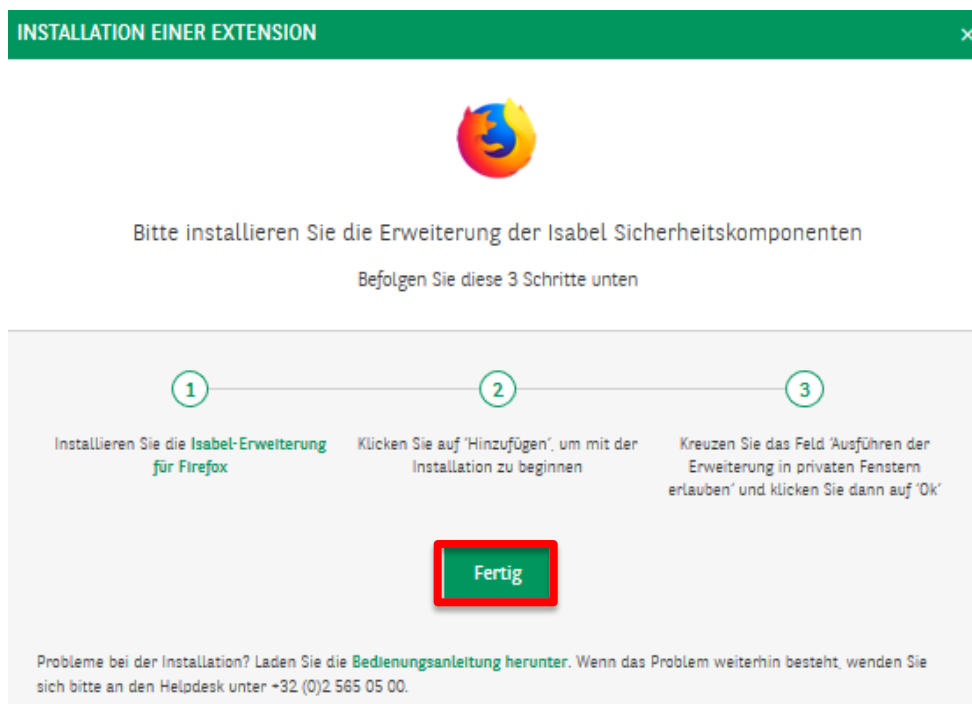 INSTALLATION EINER EXTENSION
×
Bitte installieren Sie die Erweiterung der Isabel Sicherheitskomponenten
Befolgen Sie diese 3 Schritte unten
1
2
3
Installieren Sie die Isabel-Erweiterung
für Firefox
Klicken Sie auf ‘Hinzufügen’, um mit der
Installation zu beginnen
Kreuzen Sie das Feld ‘Ausführen der
Erweiterung in privaten Fenstern
erlauben’ und klicken Sie dann auf ‘Ok’
Fertig
Probleme bei der Installation? Laden Sie die Bedienungsanleitung herunter. Wenn das Problem weiterhin besteht, wenden Sie
sich bitte an den Helpdesk unter +32 (0)2 565 05 00.